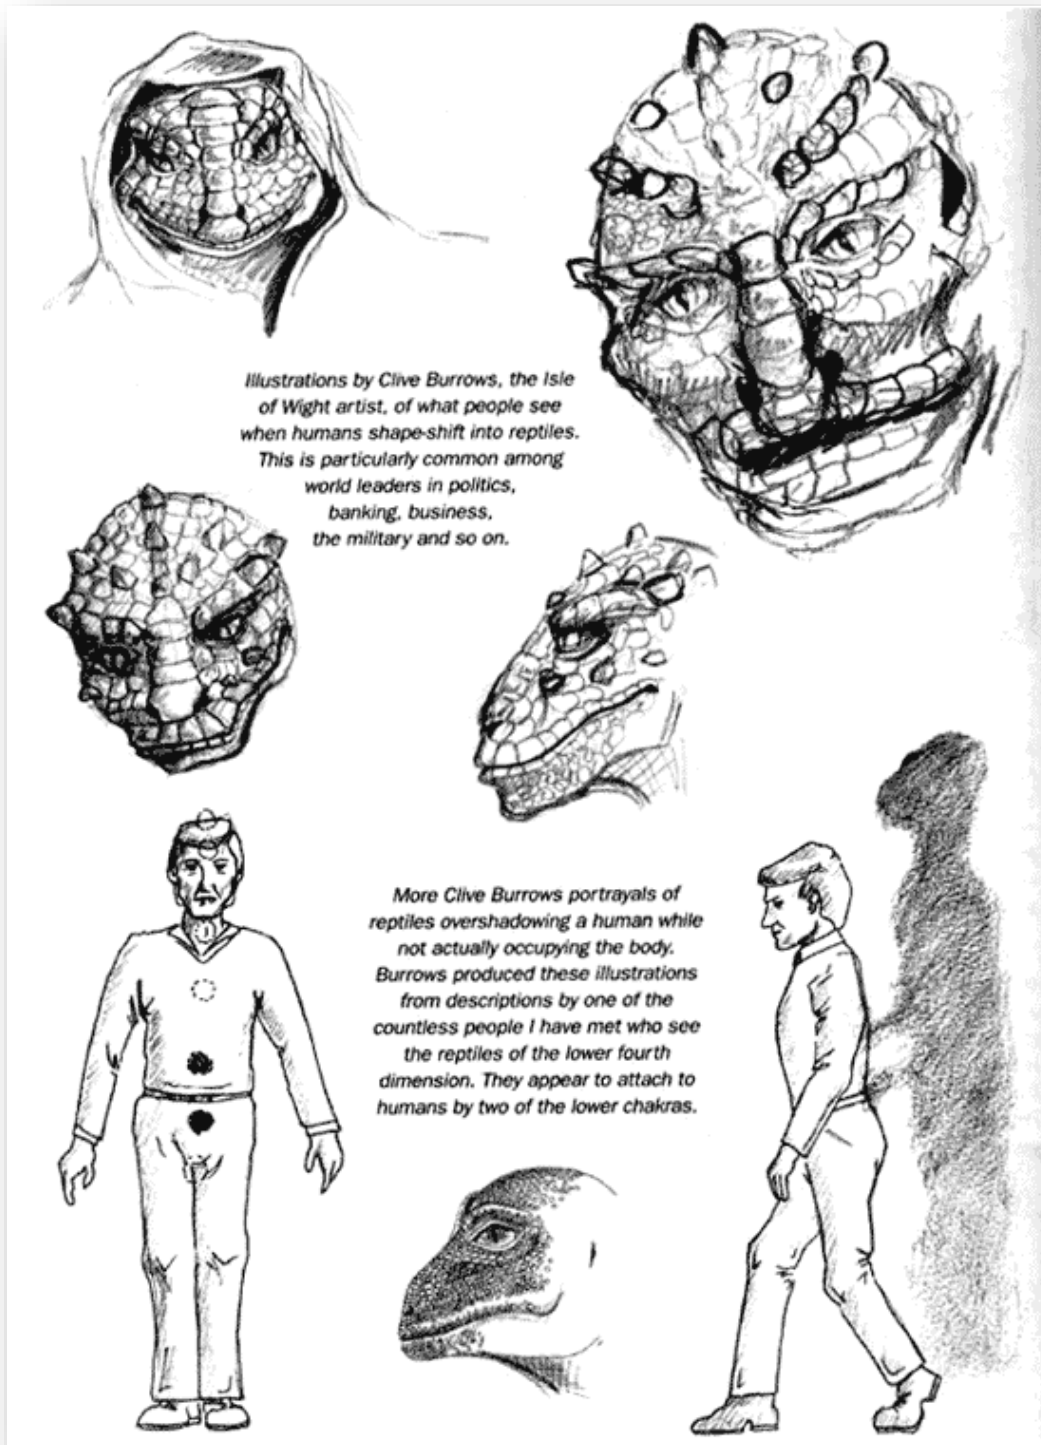 Illustrations by Clive Burrows, the Isle
of Wight artist, of what people see
when humans shape-shift into reptiles.
This is particularly common among
world leaders in politics,
banking, business,
the military and so on.
More Clive Burrows portrayals of
reptiles overshadowing a human while
not actually occupying the body.
Burrows produced these illustrations
from descriptions by one of the
countless people I have met who see
the reptiles of the lower fourth
dimension. They appear to attach to
humans by two of the lower chakras.